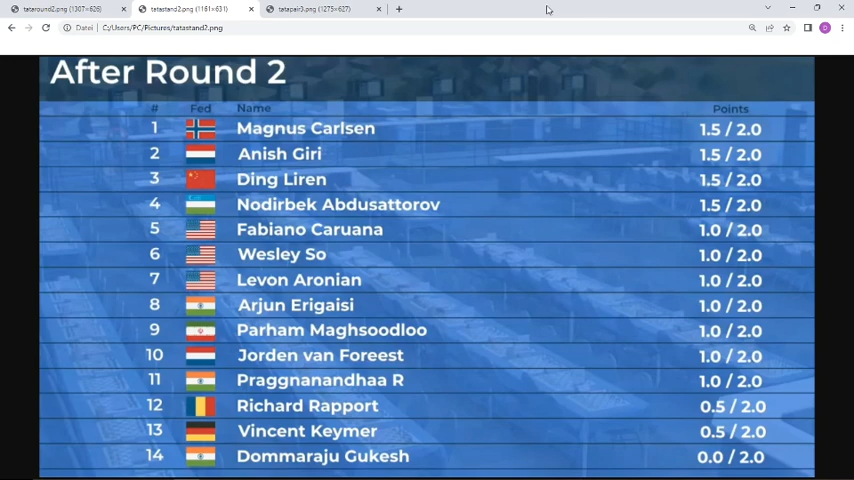 tataround2.png (1307×626)
tatastand2.png (1161×631)
tatapair3.png (1275×627)
Datei
C:/Users/PC/Pictures/tatastand2.png
D
After Round 2
# Fed Name Points
1 Magnus Carlsen 1.5 / 2.0
2 Anish Giri 1.5 / 2.0
3 Ding Liren 1.5 / 2.0
4 Nodirbek Abdusattorov 1.5 / 2.0
5 Fabiano Caruana 1.0 / 2.0
6 Wesley So 1.0 / 2.0
7 Levon Aronian 1.0 / 2.0
8 Arjun Erigaisi 1.0 / 2.0
9 Parham Maghsoodloo 1.0 / 2.0
10 Jorden van Foreest 1.0 / 2.0
11 Praggnanandhaa R 1.0 / 2.0
12 Richard Rapport 0.5 / 2.0
13 Vincent Keymer 0.5 / 2.0
14 Dommaraju Gukesh 0.0 / 2.0